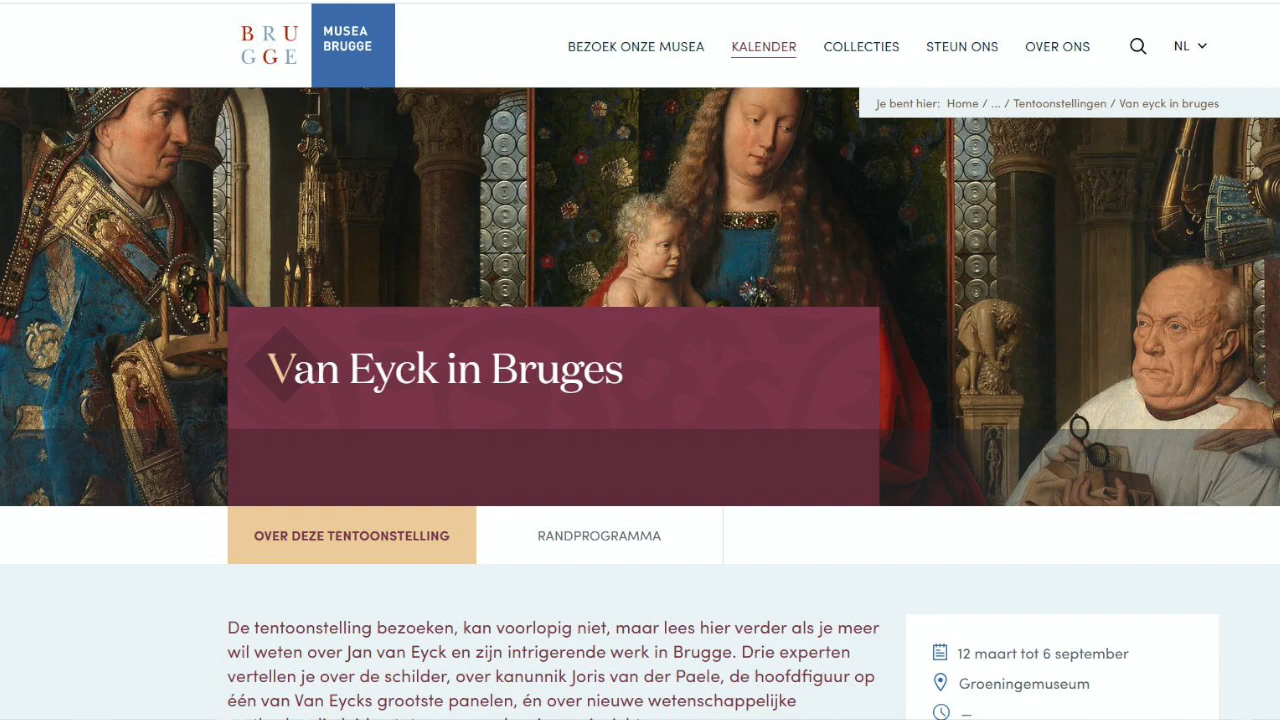 BRU
GGE
MUSEA
BRUGGE
BEZOEK ONZE MUSEA KALENDER COLLECTIES STEUN ONS OVER ONS NL
Je bent hier: Home / ... / Tentoonstellingen / Van eyck in bruges
Van Eyck in Bruges
OVER DEZE TENTOONSTELLING RANDPROGRAMMA
De tentoonstelling bezoeken, kan voorlopig niet, maar lees hier verder als je meer
wil weten over Jan van Eyck en zijn intrigerende werk in Brugge. Drie experten
vertellen je over de schilder, over kanunnik Joris van der Paele, de hoofdfiguur op
één van Van Eycks grootste panelen, én over nieuwe wetenschappelijke
12 maart tot 6 september
Groeningemuseum
—